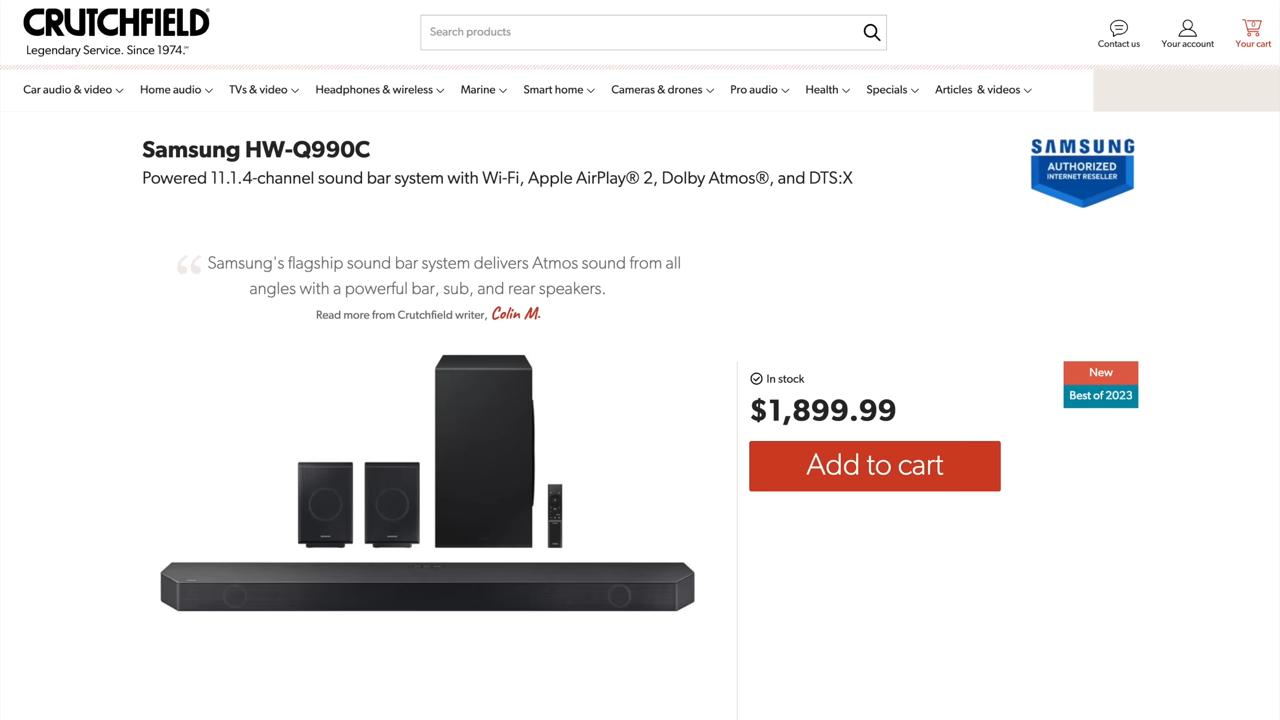 CRUTCHFIELD®
Legendary Service. Since 1974.℠
Search products
Contact us
Your account
0
Your cart
Car audio & video
Home audio
TVs & video
Headphones & wireless
Marine
Smart home
Cameras & drones
Pro audio
Health
Specials
Articles & videos
Samsung HW-Q990C
Powered 11.1.4-channel sound bar system with Wi-Fi, Apple AirPlay® 2, Dolby Atmos®, and DTS:X
SAMSUNG
AUTHORIZED
INTERNET RESELLER
“ Samsung's flagship sound bar system delivers Atmos sound from all
angles with a powerful bar, sub, and rear speakers.
Read more from Crutchfield writer, Colin M.
In stock
$1,899.99
Add to cart
New
Best of 2023